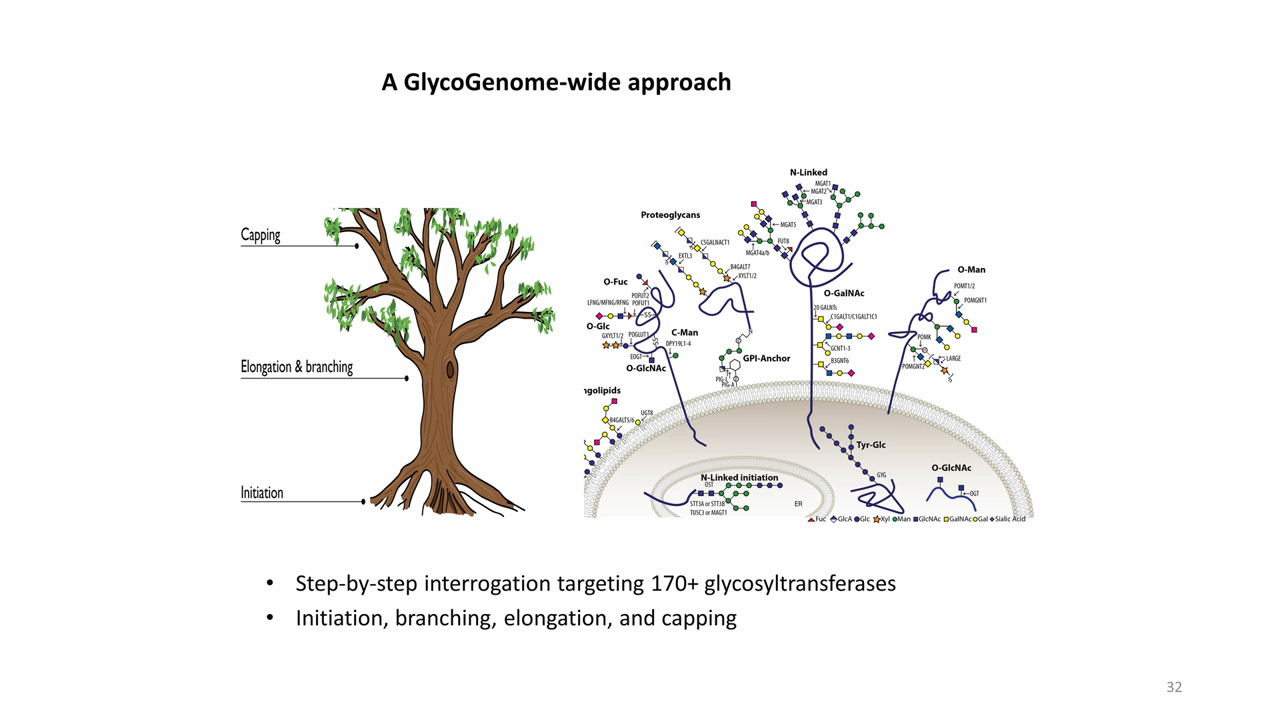 A GlycoGenome-wide approach
Capping
Elongation & branching
Initiation
N-Linked
MGAT1
MGAT2
MGAT3
MGAT5
MGAT4a/b
FUT8
Proteoglycans
CSGALNACT1
EXTL3
B4GALT7
XYLT1/2
O-Fuc
POFUT2
LFNG/MFNG/RFNG POFUT1
SS
O-Glc
GXYLT1/2 POGLUT1
C-Man
DPY19L1-4
EOGT
O-GlcNAc
GPI-Anchor
PIG-A
O-GalNAc
20 GALNTs
C1GALT1/C1GALT1C1
GCNT1-3
B3GNT6
O-Man
POMT1/2
POMGNT1
POMK
LARGE
POMGNT2
ngolipids
UGT8
B4GALT5/6
Tyr-Glc
GYG
O-GlcNAc
OGT
N-Linked initiation
OST
STT3A or STT3B
TUSC3 or MAGT1
ER
Fuc GlcA Glc Xyl Man GlcNAc GalNAc Gal Sialic Acid
• Step-by-step interrogation targeting 170+ glycosyltransferases
• Initiation, branching, elongation, and capping
32